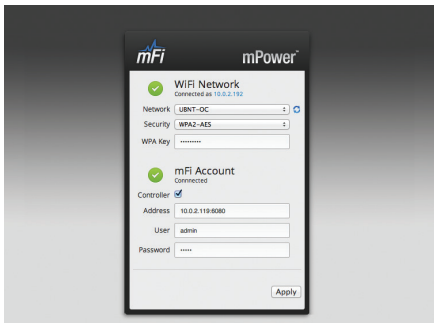 mFi mPower™
WiFi Network
Connected as 10.0.2.192
Network UBNT-OC
Security WPA2-AES
WPA Key •••••••••
mFi Account
Connnected
Controller
Address 10.0.2.119:6080
User admin
Password •••••
Apply